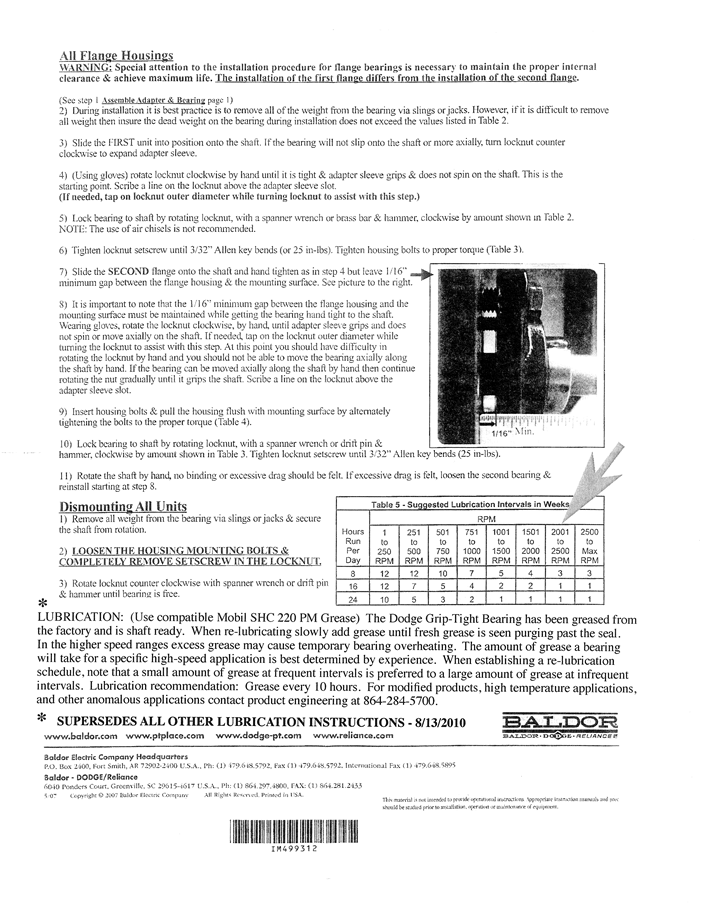 All Flange Housings
WARNING: Special attention to the installation procedure for flange bearings is necessary to maintain the proper internal
clearance & achieve maximum life. The installation of the first flange differs from the installation of the second flange.
(See step 1 Assemble Adapter & Bearing page 1)
2) During installation it is best practice is to remove all of the weight from the bearing via slings or jacks. However, if it is difficult to remove
all weight then insure the dead weight on the bearing during installation does not exceed the values listed in Table 2.
3) Slide the FIRST unit into position onto the shaft. If the bearing will not slip onto the shaft or more axially, turn locknut counter
clockwise to expand adapter sleeve.
4) (Using gloves) rotate locknut clockwise by hand until it is tight & adapter sleeve grips & does not spin on the shaft. This is the
starting point. Scribe a line on the locknut above the adapter sleeve slot.
(If needed, tap on locknut outer diameter while turning locknut to assist with this step.)
5) Lock bearing to shaft by rotating locknut, with a spanner wrench or brass bar & hammer, clockwise by amount shown in Table 2.
NOTE: The use of air chisels is not recommended.
6) Tighten locknut setscrew until 3/32" Allen key bends (or 25 in-lbs). Tighten housing bolts to proper torque (Table 3).
7) Slide the SECOND flange onto the shaft and hand tighten as in step 4 but leave 1/16"
minimum gap between the flange housing & the mounting surface. See picture to the right.
8) It is important to note that the 1/16" minimum gap between the flange housing and the
mounting surface must be maintained while getting the bearing hand tight to the shaft.
Wearing gloves, rotate the locknut clockwise, by hand, until adapter sleeve grips and does
not spin or move axially on the shaft. If needed, tap on the locknut outer diameter while
turning the locknut to assist with this step. At this point you should have difficulty in
rotating the locknut by hand and you should not be able to move the bearing axially along
the shaft by hand. If the bearing can be moved axially along the shaft by hand then continue
rotating the nut gradually until it grips the shaft. Scribe a line on the locknut above the
adapter sleeve slot.
1/16" Min.
9) Insert housing bolts & pull the housing flush with mounting surface by alternately
tightening the bolts to the proper torque (Table 4).
10) Lock bearing to shaft by rotating locknut, with a spanner wrench or drift pin &
hammer, clockwise by amount shown in Table 3. Tighten locknut setscrew until 3/32" Allen key bends (25 in-lbs).
11) Rotate the shaft by hand, no binding or excessive drag should be felt. If excessive drag is felt, loosen the second bearing &
reinstall starting at step 8.
Dismounting All Units
1) Remove all weight from the bearing via slings or jacks & secure
the shaft from rotation.
2) LOOSEN THE HOUSING MOUNTING BOLTS &
COMPLETELY REMOVE SETSCREW IN THE LOCKNUT.
3) Rotate locknut counter clockwise with spanner wrench or drift pin
& hammer until bearing is free.
Table 5 - Suggested Lubrication Intervals in Weeks
RPM
Hours Run Per Day 1 to 250 RPM 251 to 500 RPM 501 to 750 RPM 751 to 1000 RPM 1001 to 1500 RPM 1501 to 2000 RPM 2001 to 2500 RPM 2500 to Max RPM
8 12 12 10 7 5 4 3 3
16 12 7 5 4 2 2 1 1
24 10 5 3 2 1 1 1 1
*
LUBRICATION: (Use compatible Mobil SHC 220 PM Grease) The Dodge Grip-Tight Bearing has been greased from
the factory and is shaft ready. When re-lubricating slowly add grease until fresh grease is seen purging past the seal.
In the higher speed ranges excess grease may cause temporary bearing overheating. The amount of grease a bearing
will take for a specific high-speed application is best determined by experience. When establishing a re-lubrication
schedule, note that a small amount of grease at frequent intervals is preferred to a large amount of grease at infrequent
intervals. Lubrication recommendation: Grease every 10 hours. For modified products, high temperature applications,
and other anomalous applications contact product engineering at 864-284-5700.
* SUPERSEDES ALL OTHER LUBRICATION INSTRUCTIONS - 8/13/2010
www.baldor.com www.ptplace.com www.dodge-pt.com www.reliance.com
BALDOR
BALDOR · DODGE · RELIANCE
Baldor Electric Company Headquarters
P.O. Box 2400, Fort Smith, AR 72902-2400 U.S.A., Ph: (1) 479.648.5792, Fax (1) 479.648.5792, International Fax (1) 479.648.5895
Baldor - DODGE/Reliance
6040 Ponders Court, Greenville, SC 29615-4617 U.S.A., Ph: (1) 864.297.4800, FAX: (1) 864.281.2433
5/07 Copyright © 2007 Baldor Electric Company All Rights Reserved. Printed in USA.
This material is not intended to provide operational instructions. Appropriate instruction manuals and you
should be studied prior to installation, operation or maintenance of equipment.
IM499312